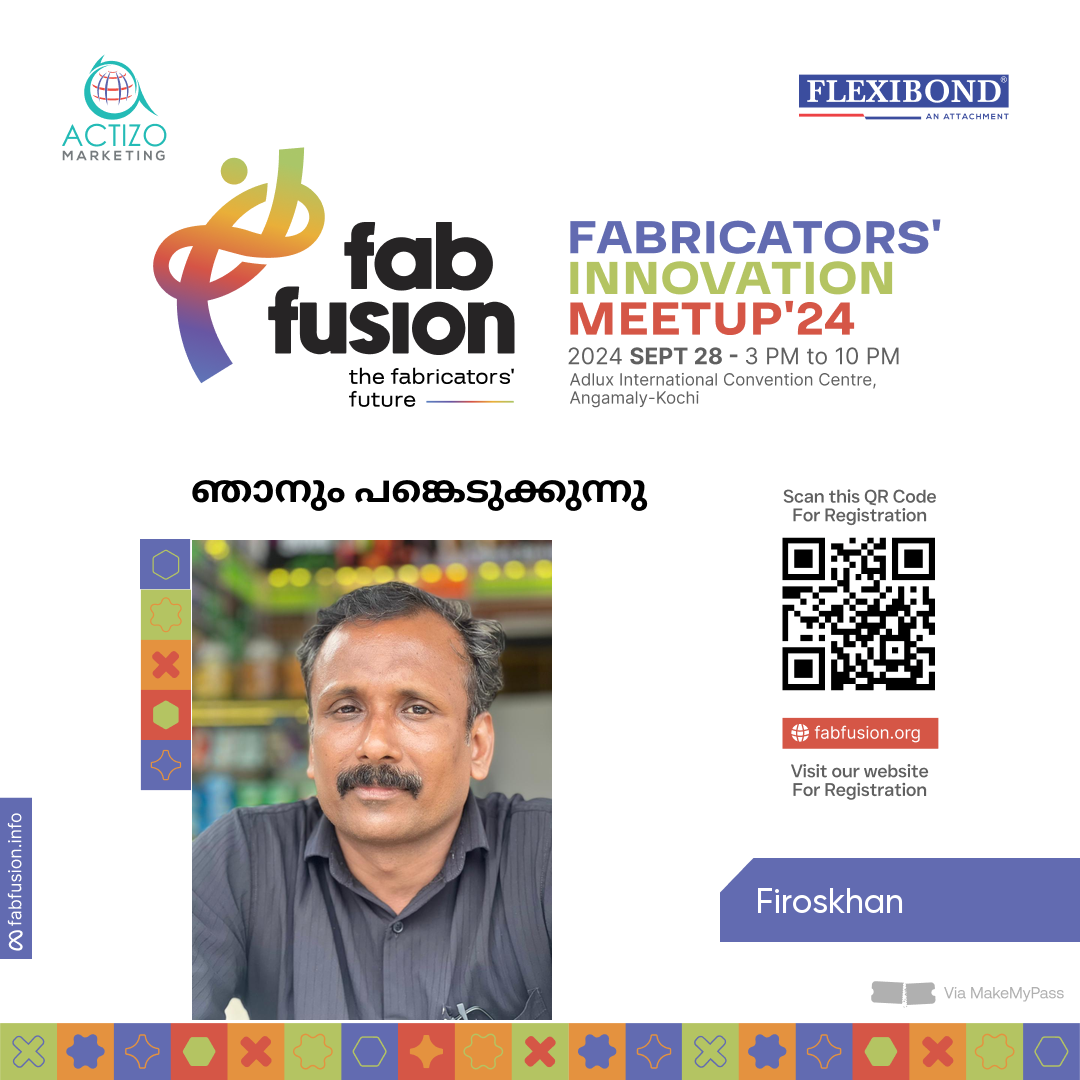 ACTIZO
MARKETING
FLEXIBOND®
AN ATTACHMENT
fab
fusion
the fabricators'
future
FABRICATORS'
INNOVATION
MEETUP'24
2024 SEPT 28 - 3 PM to 10 PM
Adlux International Convention Centre,
Angamaly-Kochi
ഞാനും പങ്കെടുക്കുന്നു
Scan this QR Code
For Registration
fabfusion.org
Visit our website
For Registration
fabfusion.info
Firoskhan
Via MakeMyPass